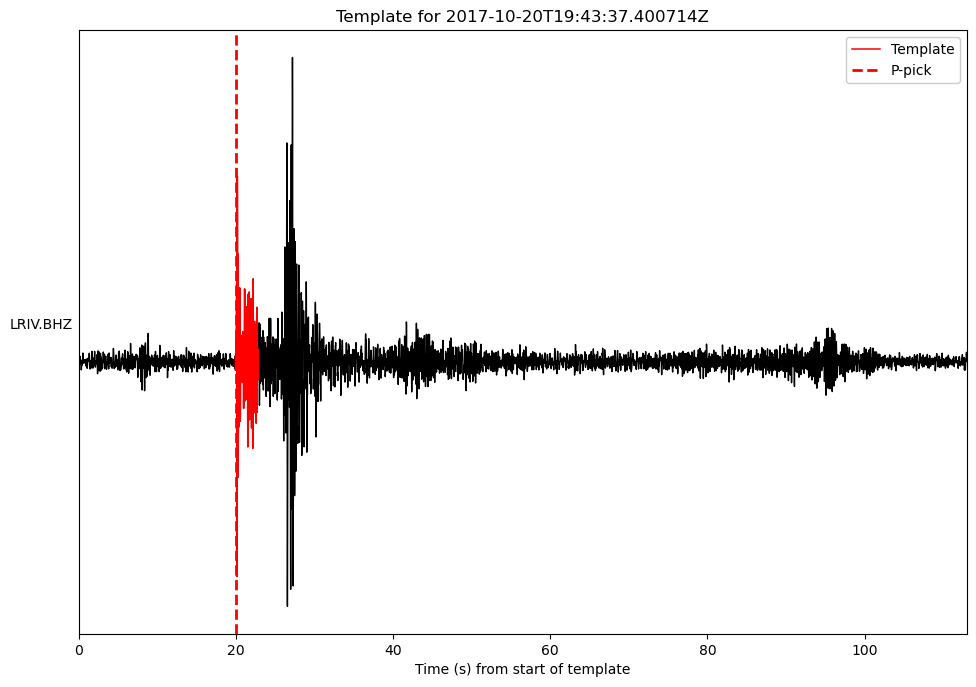 Template for 2017-10-20T19:43:37.400714Z
Template
P-pick
LRIV.BHZ
0 20 40 60 80 100
Time (s) from start of template